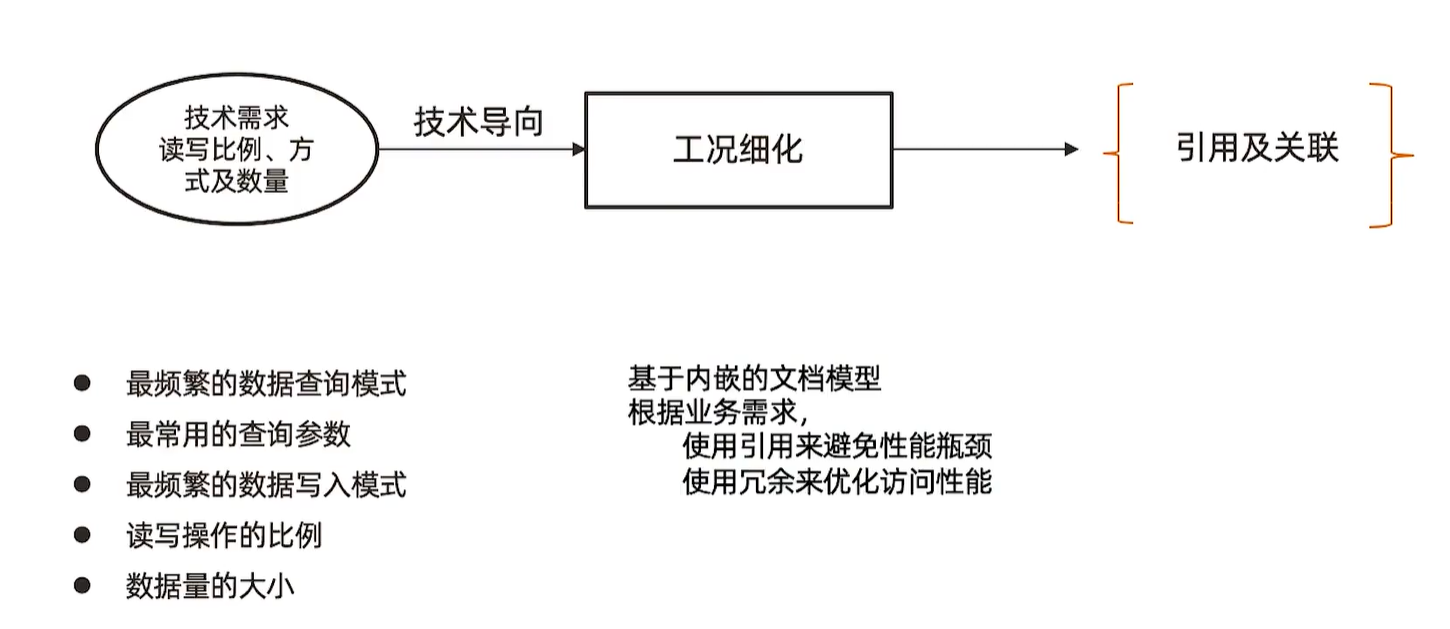 技术需求
读写比例、方
式及数量
技术导向
工况细化
引用及关联
最频繁的数据查询模式
最常用的查询参数
最频繁的数据写入模式
读写操作的比例
数据量的大小
基于内嵌的文档模型
根据业务需求,
使用引用来避免性能瓶颈
使用冗余来优化访问性能